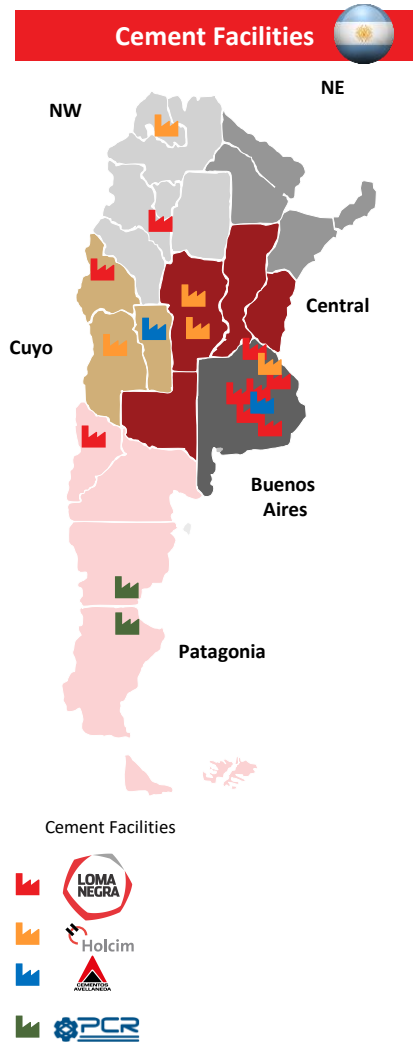 Cement Facilities
NW
NE
Central
Cuyo
Buenos
Aires
Patagonia
Cement Facilities
LOMA
NEGRA
Holcim
CEMENTOS
AVELLANEDA
PCR